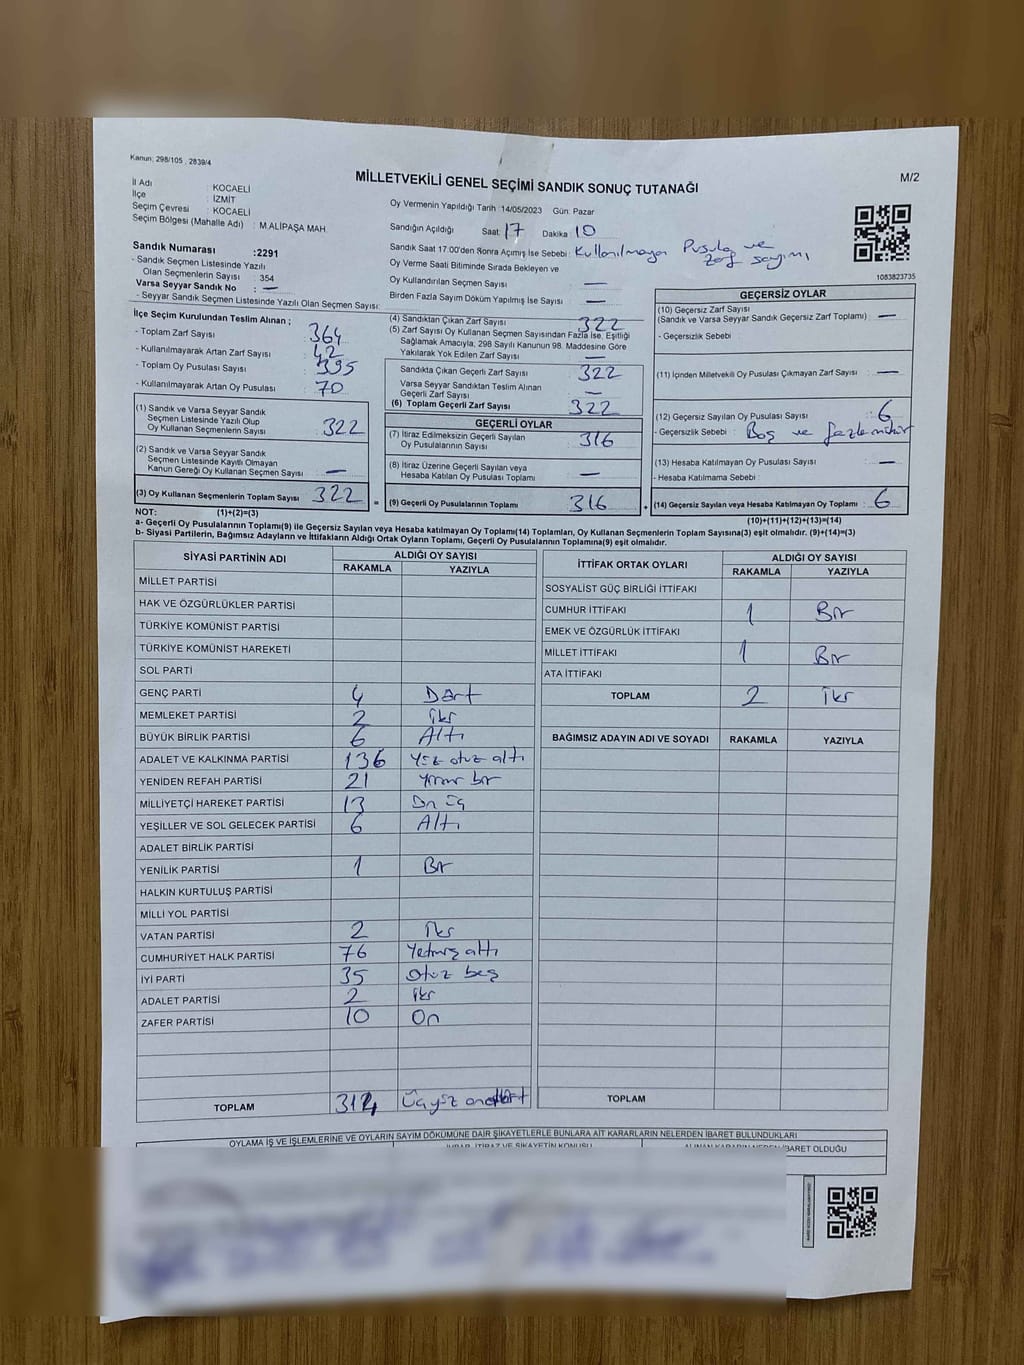 Kanun: 298/105 , 2839/4
MİLLETVEKİLİ GENEL SEÇİMİ SANDIK SONUÇ TUTANAĞI
M/2
İl Adı : KOCAELİ
İlçe : İZMİT
Seçim Çevresi : KOCAELİ
Seçim Bölgesi (Mahalle Adı) : M.ALİPAŞA MAH.
Oy Vermenin Yapıldığı Tarih :14/05/2023 Gün: Pazar
Sandığın Açıldığı Saat: 17 Dakika: 10
Sandık Saat 17.00'den Sonra Açımış İse Sebebi : Kullanılmayan Pusula ve zarf sayımı
Oy Verme Saati Bitiminde Sırada Bekleyen ve
Oy Kullandırılan Seçmen Sayısı : —
Birden Fazla Sayım Döküm Yapılmış İse Sayısı : —
Sandık Numarası :2291
- Sandık Seçmen Listesinde Yazılı
Olan Seçmenlerin Sayısı : 354
Varsa Seyyar Sandık No : —
- Seyyar Sandık Seçmen Listesinde Yazılı Olan Seçmen Sayısı:
İlçe Seçim Kurulundan Teslim Alınan ;
- Toplam Zarf Sayısı : 364
- Kullanılmayarak Artan Zarf Sayısı : 42
- Toplam Oy Pusulası Sayısı : 395
- Kullanılmayarak Artan Oy Pusulası : 70
(1) Sandık ve Varsa Seyyar Sandık
Seçmen Listesinde Yazılı Olup
Oy Kullanan Seçmenlerin Sayısı 322
(2) Sandık ve Varsa Seyyar Sandık
Seçmen Listesinde Kayıtlı Olmayan
Kanun Gereği Oy Kullanan Seçmen Sayısı —
(3) Oy Kullanan Seçmenlerin Toplam Sayısı 322 =
(4) Sandıktan Çıkan Zarf Sayısı 322
(5) Zarf Sayısı Oy Kullanan Seçmen Sayısından Fazla İse, Eşitliği
Sağlamak Amacıyla, 298 Sayılı Kanunun 98. Maddesine Göre
Yakılarak Yok Edilen Zarf Sayısı : —
Sandıkta Çıkan Geçerli Zarf Sayısı : 322
Varsa Seyyar Sandıktan Teslim Alınan
Geçerli Zarf Sayısı : —
(6) Toplam Geçerli Zarf Sayısı 322
GEÇERLİ OYLAR
(7) İtiraz Edilmeksizin Geçerli Sayılan
Oy Pusulalarının Sayısı : 316
(8) İtiraz Üzerine Geçerli Sayılan veya
Hesaba Katılan Oy Pusulası Toplamı : —
(9) Geçerli Oy Pusulalarının Toplamı 316 +
1083823735
GEÇERSİZ OYLAR
(10) Geçersiz Zarf Sayısı
(Sandık ve Varsa Seyyar Sandık Geçersiz Zarf Toplamı) : —
- Geçersizlik Sebebi :
(11) İçinden Milletvekili Oy Pusulası Çıkmayan Zarf Sayısı : —
(12) Geçersiz Sayılan Oy Pusulası Sayısı : 6
- Geçersizlik Sebebi : Boş ve fazla mühür
(13) Hesaba Katılmayan Oy Pusulası Sayısı : —
- Hesaba Katılmama Sebebi :
(14) Geçersiz Sayılan veya Hesaba Katılmayan Oy Toplamı : 6
NOT: (1)+(2)=(3)
(10)+(11)+(12)+(13)=(14)
a- Geçerli Oy Pusulalarının Toplamı(9) ile Geçersiz Sayılan veya Hesaba katılmayan Oy Toplamı(14) Toplamları, Oy Kullanan Seçmenlerin Toplam Sayısına(3) eşit olmalıdır. (9)+(14)=(3)
b- Siyasi Partilerin, Bağımsız Adayların ve İttifakların Aldığı Ortak Oyların Toplamı, Geçerli Oy Pusulalarının Toplamına(9) eşit olmalıdır.
SİYASİ PARTİNİN ADI ALDIĞI OY SAYISI
RAKAMLA YAZIYLA
MİLLET PARTİSİ
HAK VE ÖZGÜRLÜKLER PARTİSİ
TÜRKİYE KOMÜNİST PARTİSİ
TÜRKİYE KOMÜNİST HAREKETİ
SOL PARTİ
GENÇ PARTİ 4 Dört
MEMLEKET PARTİSİ 2 iki
BÜYÜK BİRLİK PARTİSİ 6 Altı
ADALET VE KALKINMA PARTİSİ 136 Yüz otuz altı
YENİDEN REFAH PARTİSİ 21 Yirmi bir
MİLLİYETÇİ HAREKET PARTİSİ 13 On üç
YEŞİLLER VE SOL GELECEK PARTİSİ 6 Altı
ADALET BİRLİK PARTİSİ
YENİLİK PARTİSİ 1 Bir
HALKIN KURTULUŞ PARTİSİ
MİLLİ YOL PARTİSİ
VATAN PARTİSİ 2 İki
CUMHURİYET HALK PARTİSİ 76 Yetmiş altı
İYİ PARTİ 35 Otuz beş
ADALET PARTİSİ 2 iki
ZAFER PARTİSİ 10 On
TOPLAM 314 Üçyüz ondört
İTTİFAK ORTAK OYLARI ALDIĞI OY SAYISI
RAKAMLA YAZIYLA
SOSYALİST GÜÇ BİRLİĞİ İTTİFAKI
CUMHUR İTTİFAKI 1 Bir
EMEK VE ÖZGÜRLÜK İTTİFAKI
MİLLET İTTİFAKI 1 Bir
ATA İTTİFAKI
TOPLAM 2 İki
BAĞIMSIZ ADAYIN ADI VE SOYADI RAKAMLA YAZIYLA
TOPLAM
OYLAMA İŞ VE İŞLEMLERİNE VE OYLARIN SAYIM DÖKÜMÜNE DAİR ŞİKAYETLERLE BUNLARA AİT KARARLARIN NELERDEN İBARET BULUNDUKLARI
İHBAR, İTİRAZ VE ŞİKAYETİN KONUSU ALINAN KARARIN NEDEN İBARET OLDUĞU